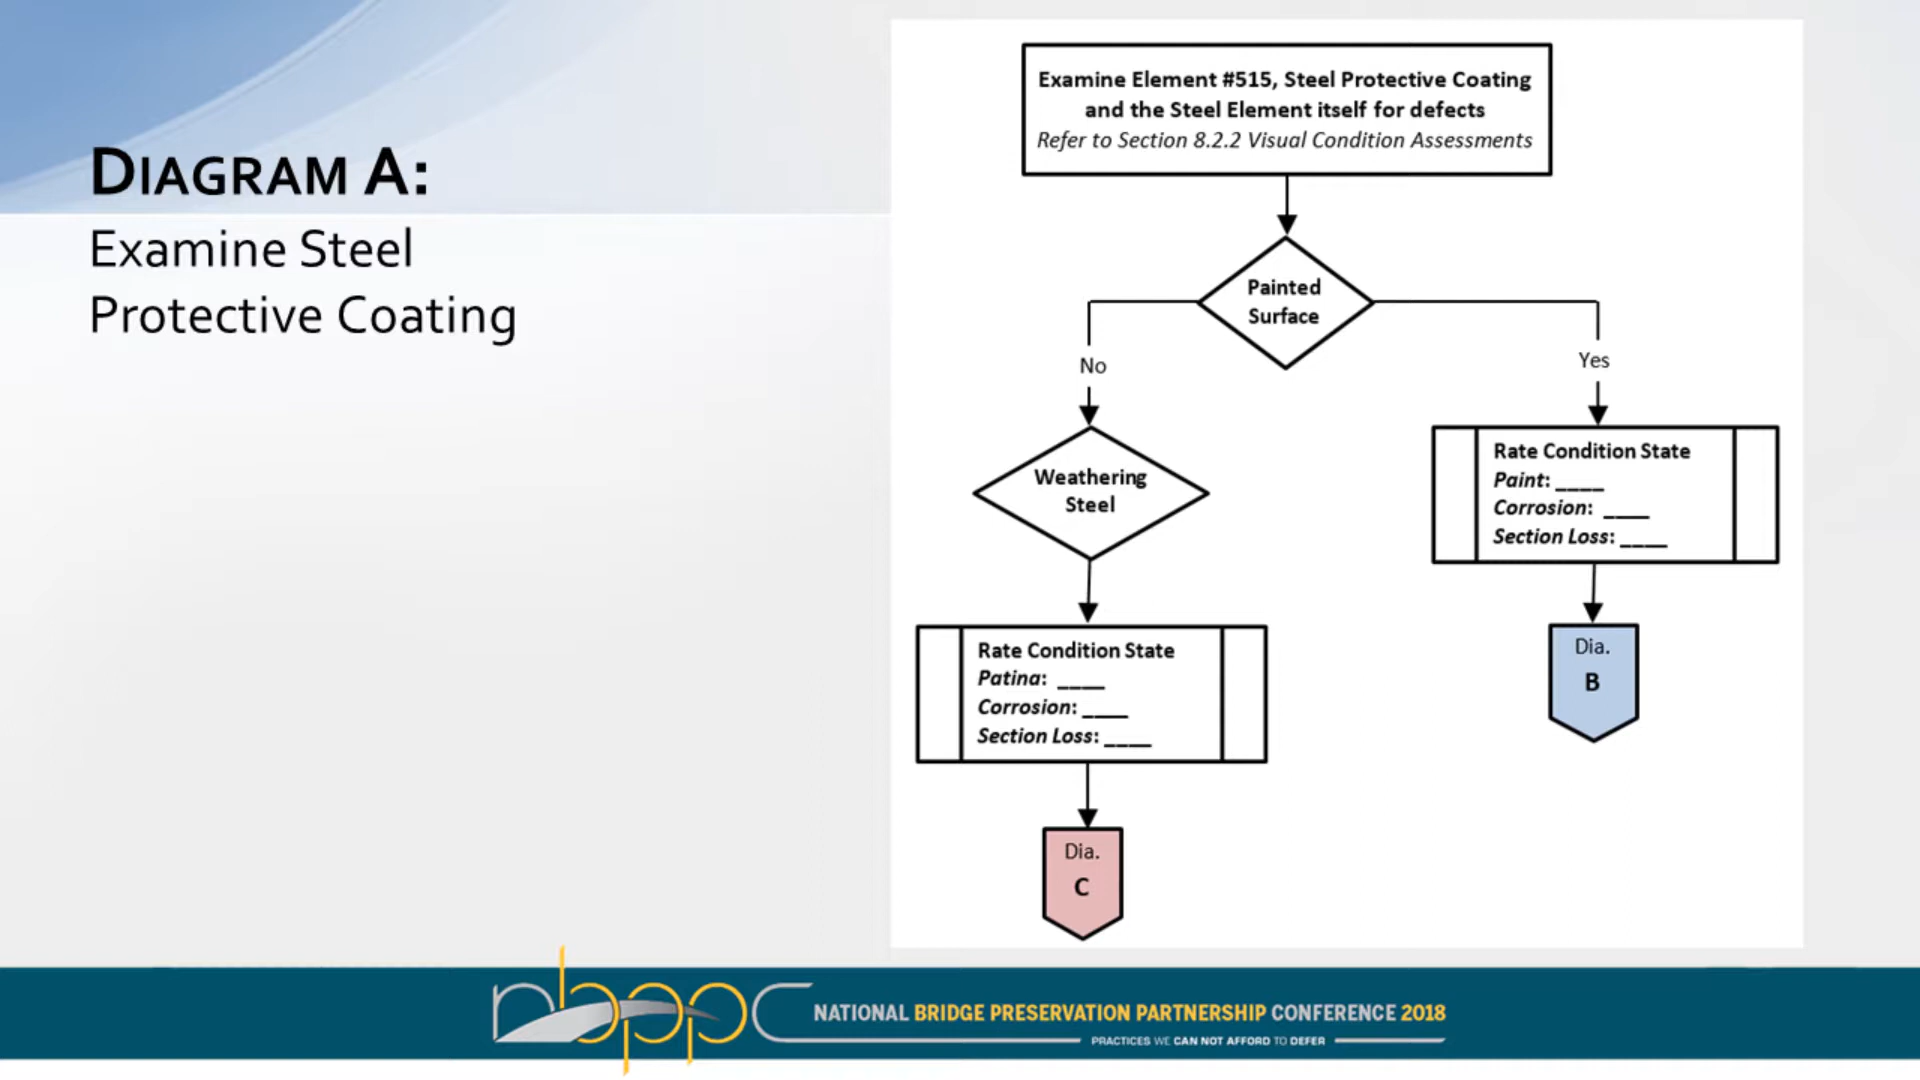 DIAGRAM A:
Examine Steel
Protective Coating
Examine Element #515, Steel Protective Coating
and the Steel Element itself for defects
Refer to Section 8.2.2 Visual Condition Assessments
Painted
Surface
No
Yes
Weathering
Steel
Rate Condition State
Paint: ____
Corrosion: ____
Section Loss: ____
Rate Condition State
Patina: ____
Corrosion: ____
Section Loss: ____
Dia.
B
Dia.
C
nbppc
NATIONAL BRIDGE PRESERVATION PARTNERSHIP CONFERENCE 2018
PRACTICES WE CAN NOT AFFORD TO DEFER